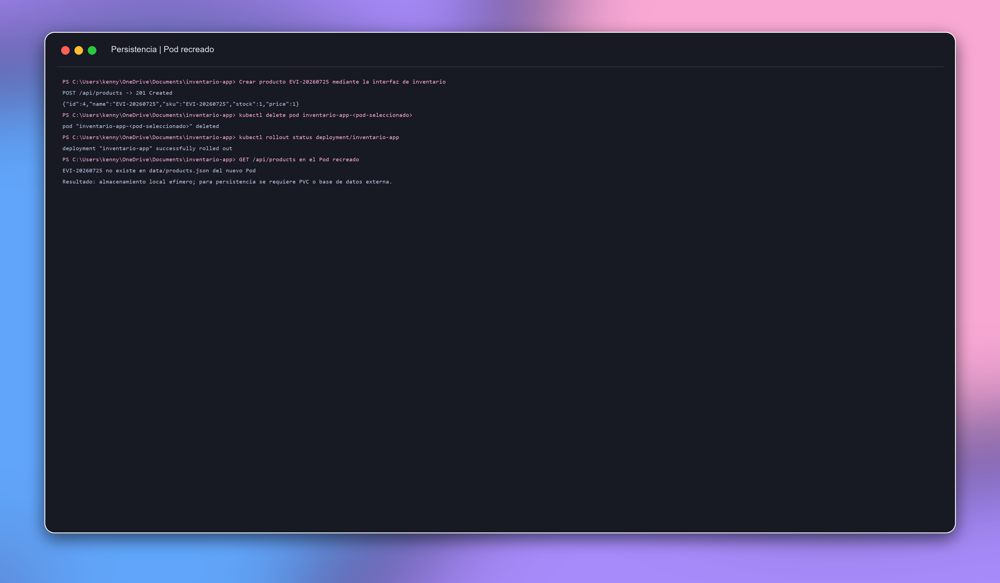 Persistencia | Pod recreado
PS C:\Users\kenny\OneDrive\Documents\inventario-app> Crear producto EVI-20260725 mediante la interfaz de inventario
POST /api/products -> 201 Created
{"id":4,"name":"EVI-20260725","sku":"EVI-20260725","stock":1,"price":1}
PS C:\Users\kenny\OneDrive\Documents\inventario-app> kubectl delete pod inventario-app-<pod-seleccionado>
pod "inventario-app-<pod-seleccionado>" deleted
PS C:\Users\kenny\OneDrive\Documents\inventario-app> kubectl rollout status deployment/inventario-app
deployment "inventario-app" successfully rolled out
PS C:\Users\kenny\OneDrive\Documents\inventario-app> GET /api/products en el Pod recreado
EVI-20260725 no existe en data/products.json del nuevo Pod
Resultado: almacenamiento local efímero; para persistencia se requiere PVC o base de datos externa.